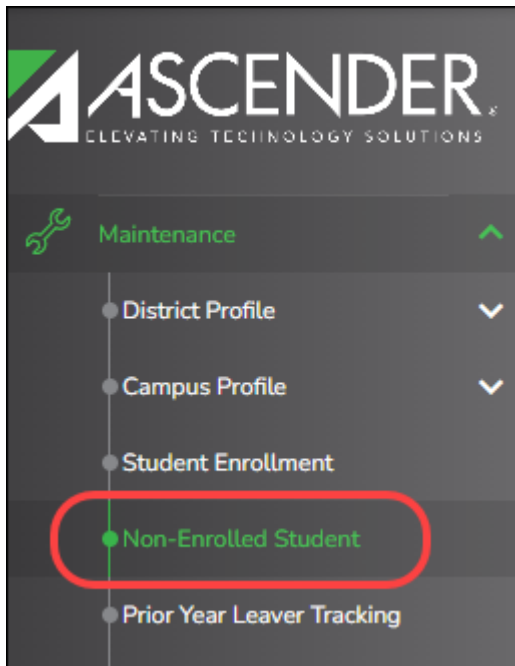 ASCENDER
ELEVATING TECHNOLOGY SOLUTIONS
Maintenance
District Profile
Campus Profile
Student Enrollment
Non-Enrolled Student
Prior Year Leaver Tracking